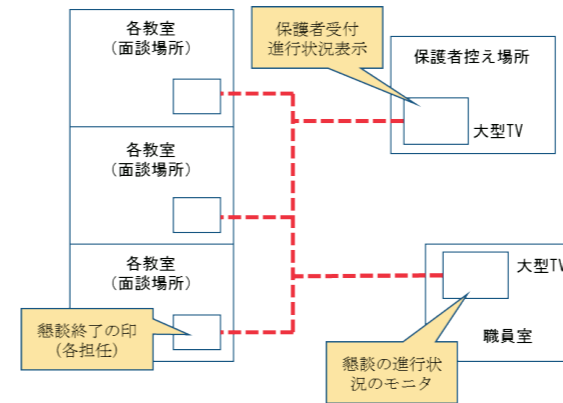 各教室
(面談場所)
保護者受付
進行状況表示
保護者控え場所
大型TV
各教室
(面談場所)
各教室
(面談場所)
大型TV
懇談終了の印
(各担任)
職員室
懇談の進行状
況のモニタ